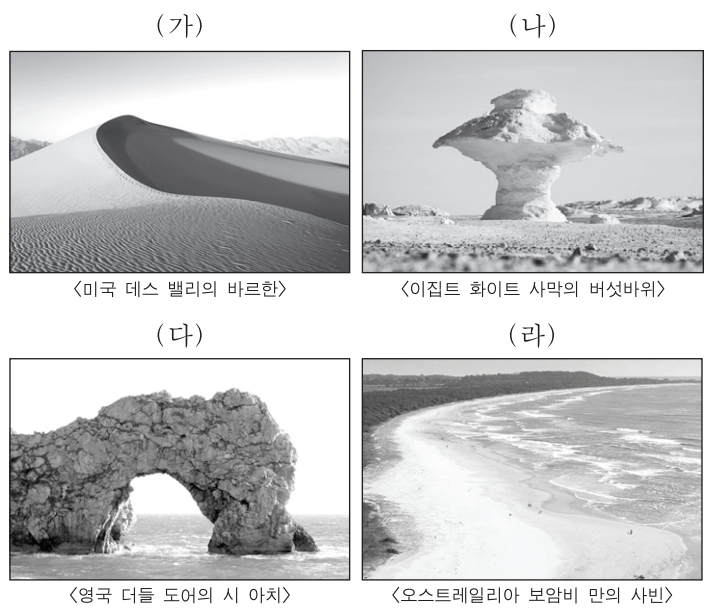 (가)
(나)
<미국 데스 밸리의 바르한>
<이집트 화이트 사막의 버섯바위>
(다)
(라)
<영국 더들 도어의 시 아치>
<오스트레일리아 보암비 만의 사빈>